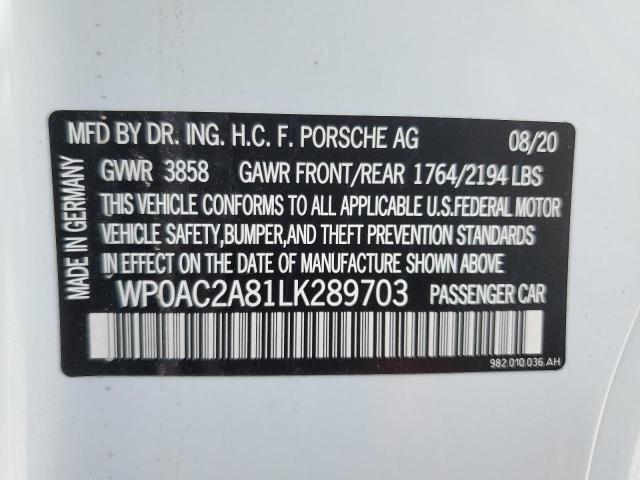 MFD BY DR. ING. H.C. F. PORSCHE AG 08/20
GVWR 3858 GAWR FRONT/REAR 1764/2194 LBS
THIS VEHICLE CONFORMS TO ALL APPLICABLE U.S.FEDERAL MOTOR
VEHICLE SAFETY,BUMPER,AND THEFT PREVENTION STANDARDS
IN EFFECT ON THE DATE OF MANUFACTURE SHOWN ABOVE
WP0AC2A81LK289703 PASSENGER CAR
982.010.036.AH
MADE IN GERMANY